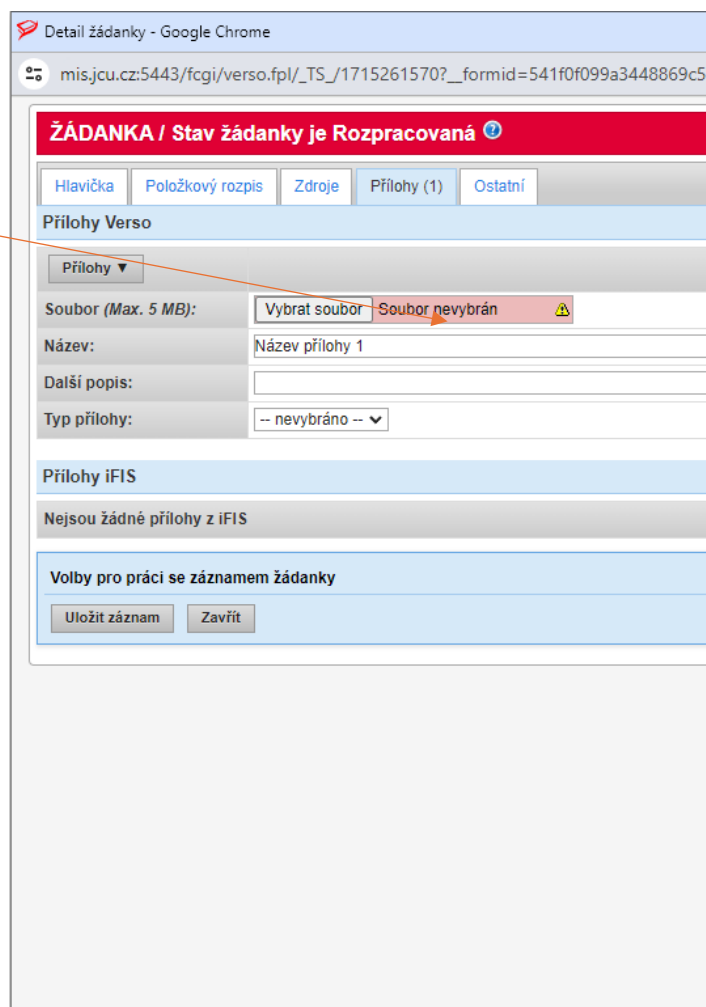 Detail žádanky - Google Chrome
mis.jcu.cz:5443/fcgi/verso.fpl/_TS_/1715261570?__formid=541f0f099a3448869c5
ŽÁDANKA / Stav žádanky je Rozpracovaná ?
Hlavička Položkový rozpis Zdroje Přílohy (1) Ostatní
Přílohy Verso
Přílohy ▼
Soubor (Max. 5 MB): Vybrat soubor Soubor nevybrán
Název: Název přílohy 1
Další popis:
Typ přílohy: -- nevybráno --
Přílohy iFIS
Nejsou žádné přílohy z iFIS
Volby pro práci se záznamem žádanky
Uložit záznam Zavřít